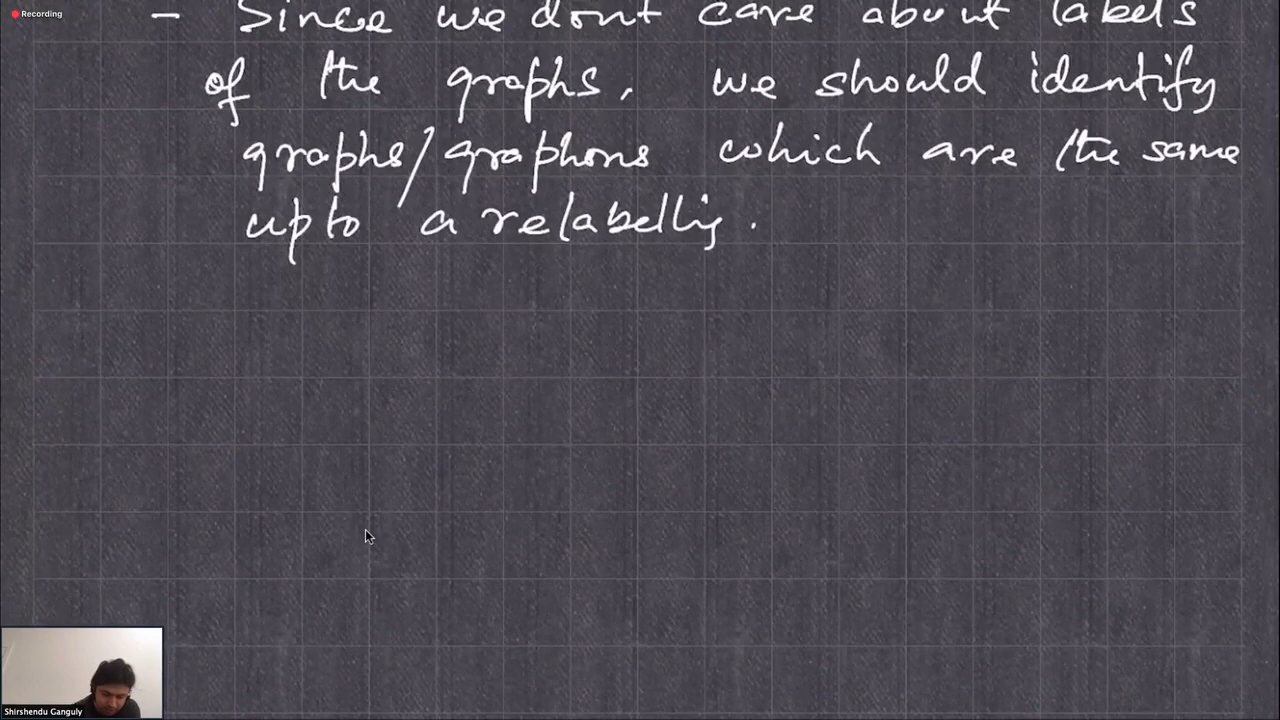 Recording
- Since we dont care about labels
of the graphs, we should identify
graphs/graphons which are the same
upto a relabellig.
Shirshendu Ganguly